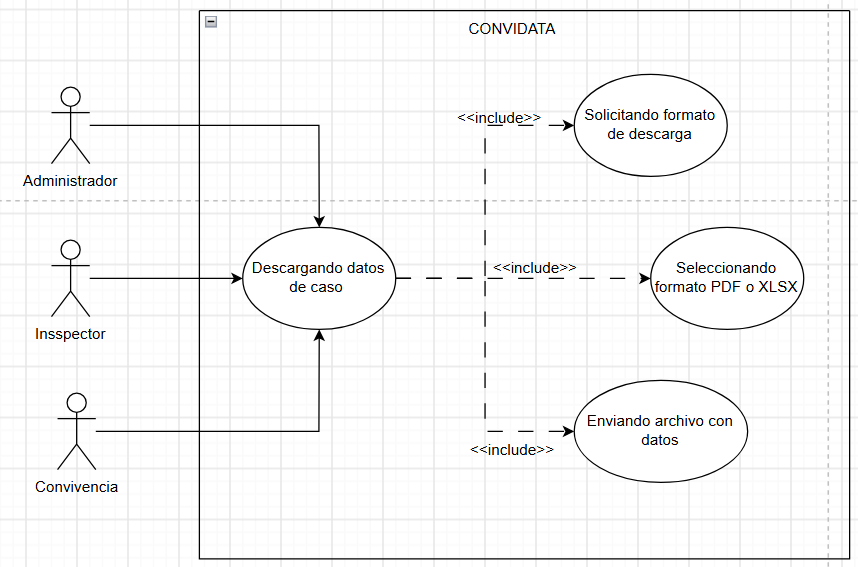 CONVIDATA
Administrador
Insspector
Convivencia
Descargando datos
de caso
<<include>>
Solicitando formato
de descarga
<<include>>
Seleccionando
formato PDF o XLSX
<<include>>
Enviando archivo con
datos